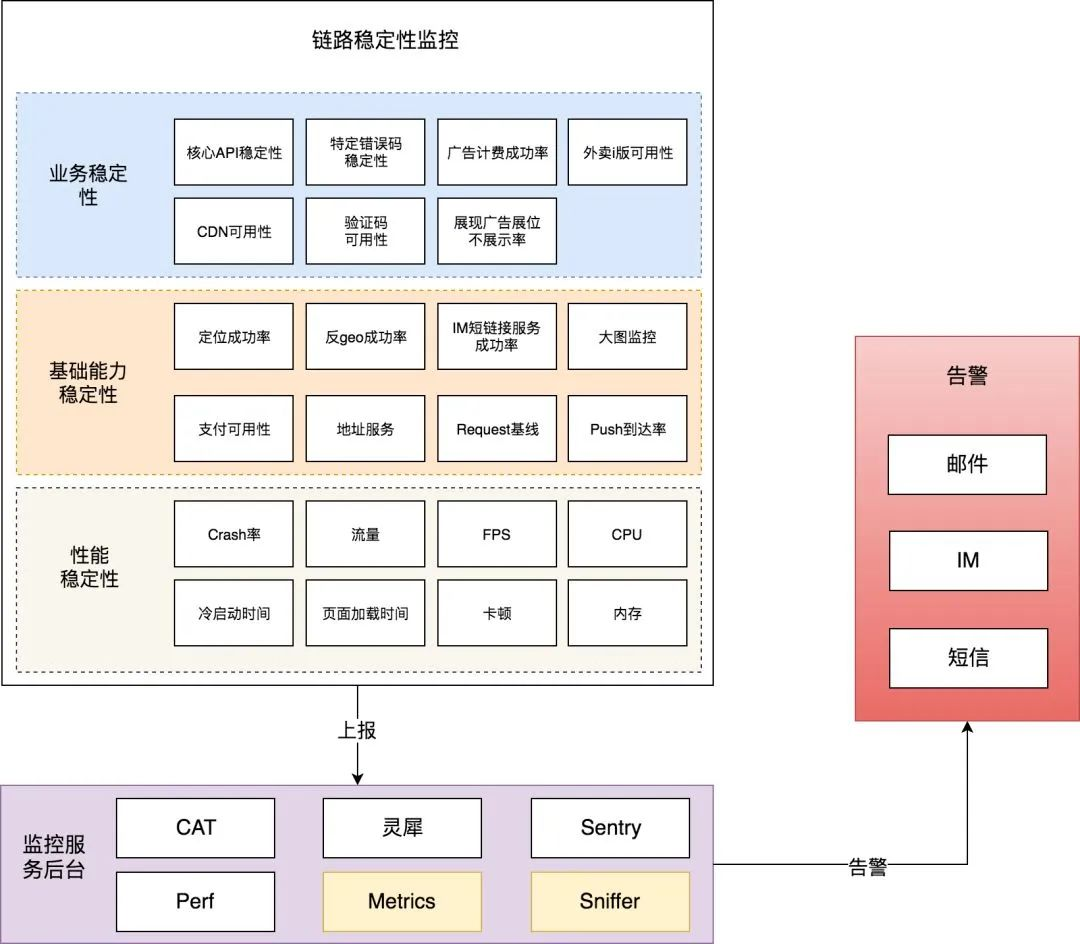 链路稳定性监控
业务稳定
性
核心API稳定性
特定错误码
稳定性
广告计费成功率
外卖i版可用性
CDN可用性
验证码
可用性
展现广告展位
不展示率
基础能力
稳定性
定位成功率
反geo成功率
IM短链接服务
成功率
大图监控
支付可用性
地址服务
Request基线
Push到达率
性能
稳定性
Crash率
流量
FPS
CPU
冷启动时间
页面加载时间
卡顿
内存
上报
监控服
务后台
CAT
灵犀
Sentry
Perf
Metrics
Sniffer
告警
告警
邮件
IM
短信